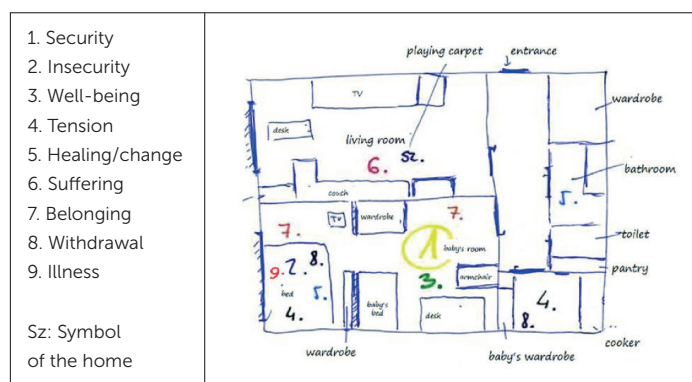 1. Security
2. Insecurity
3. Well-being
4. Tension
5. Healing/change
6. Suffering
7. Belonging
8. Withdrawal
9. Illness
Sz: Symbol
of the home
playing carpet
entrance
TV
wardrobe
desk
living room
Sz.
6.
bathroom
couch
5.
7.
TV
wardrobe
7.
1
baby's room
toilet
9. 2. 8.
3.
armchair
pantry
bed
5.
baby's
bed
desk
4.
4.
8.
wardrobe
baby's wardrobe
cooker